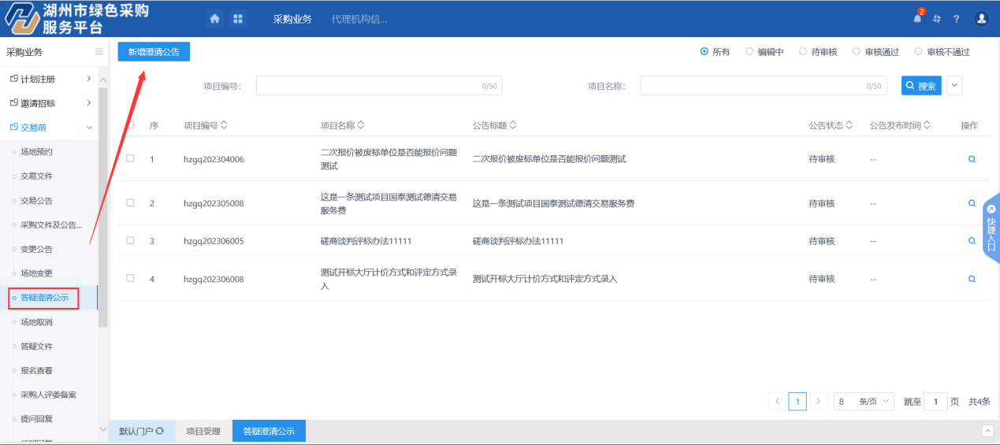 湖州市绿色采购
服务平台
采购业务
代理机构信...
2
?
采购业务
计划注册
邀请招标
交易前
场地预约
交易文件
交易公告
采购文件及公告...
变更公告
场地变更
答疑澄清公示
场地取消
答疑文件
报名查看
采购人评委备案
提问回复
新增澄清公告
所有
编辑中
待审核
审核通过
审核不通过
项目编号:
0/50
项目名称:
0/50
搜索
序 项目编号 项目名称 公告标题 公告状态 公告发布时间 操作
1 hzgq202304006 二次报价被废标单位是否能报价问题 二次报价被废标单位是否能报价问题测试 待审核 --
测试
2 hzgq202305008 这是一条测试项目国泰测试德清交易 这是一条测试项目国泰测试德清交易服务费 待审核 --
服务费
3 hzgq202306005 磋商谈判评标办法11111 磋商谈判评标办法11111 待审核 --
4 hzgq202306008 测试开标大厅计价方式和评定方式录 测试开标大厅计价方式和评定方式录入 待审核 --
入
快捷入口
1
8 条/页
跳至 1 页 共4条
默认门户
项目受理
答疑澄清公示